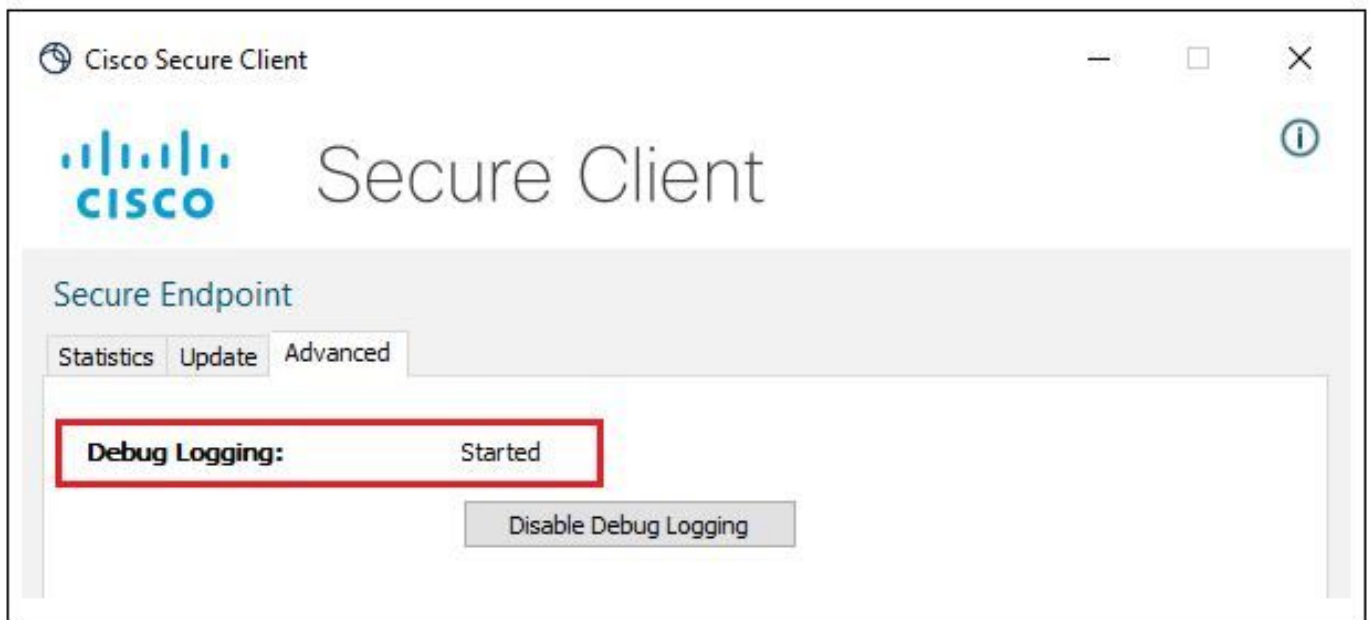 Cisco Secure Client
CISCO Secure Client
Secure Endpoint
Statistics Update Advanced
Debug Logging: Started
Disable Debug Logging